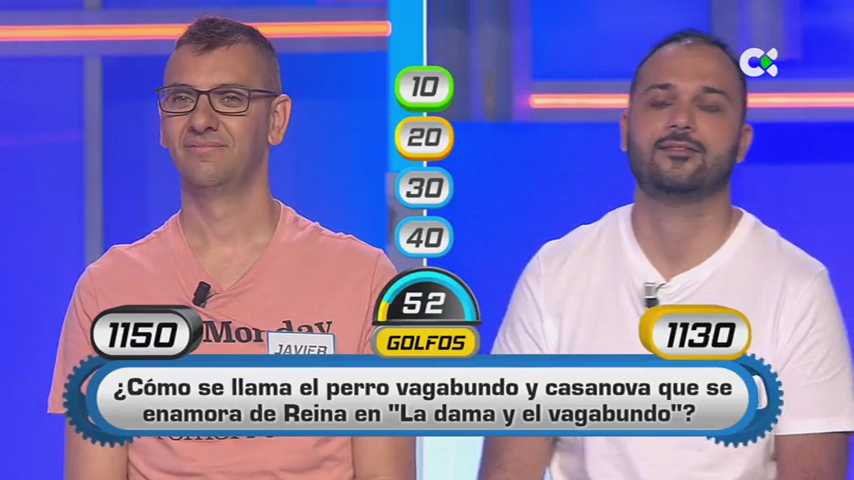 10
20
30
40
52
1150
GOLFOS
1130
Monday
JAVIER
¿Cómo se llama el perro vagabundo y casanova que se
enamora de Reina en "La dama y el vagabundo"?